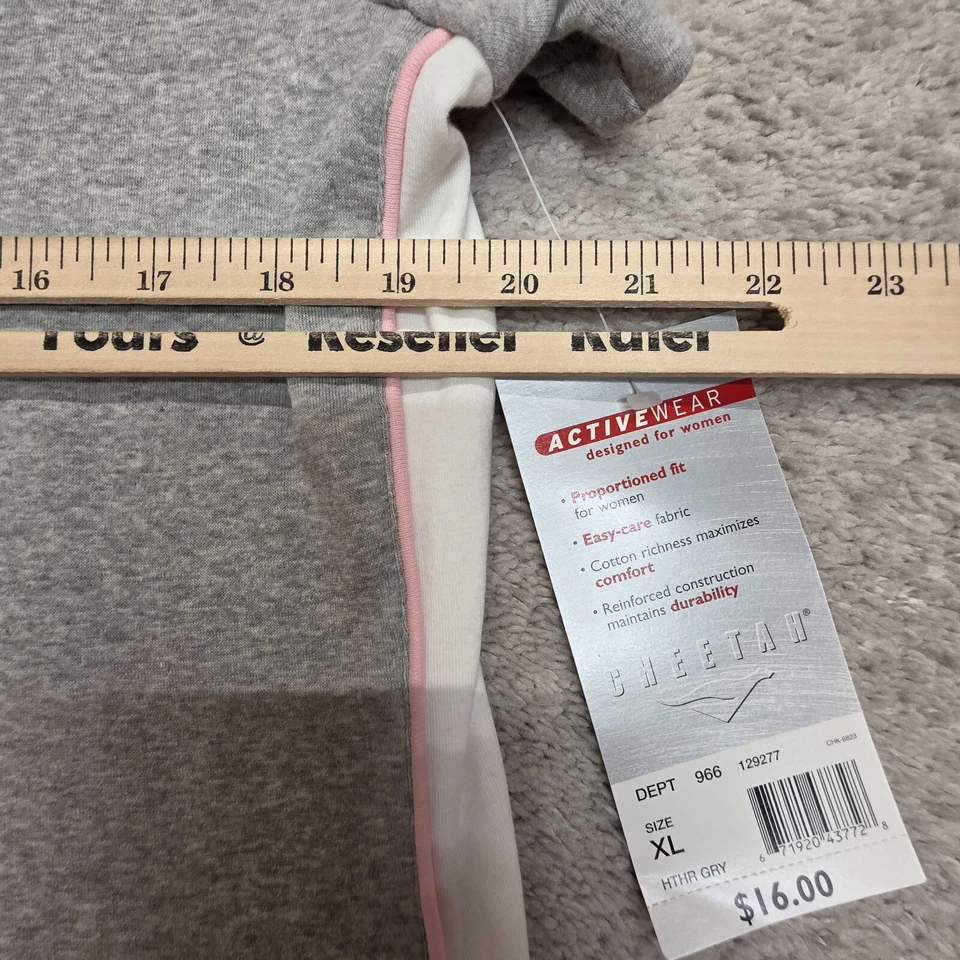 16 17 18 19 20 21 22 23
Yours @ Reseller Ruler
ACTIVEWEAR
designed for women
• Proportioned fit
for women
• Easy-care fabric
• Cotton richness maximizes
comfort
• Reinforced construction
maintains durability
CHEETAH®
CHK-6823
DEPT 966 129277
SIZE
XL
6 71920 43772 8
HTHR GRY
$16.00